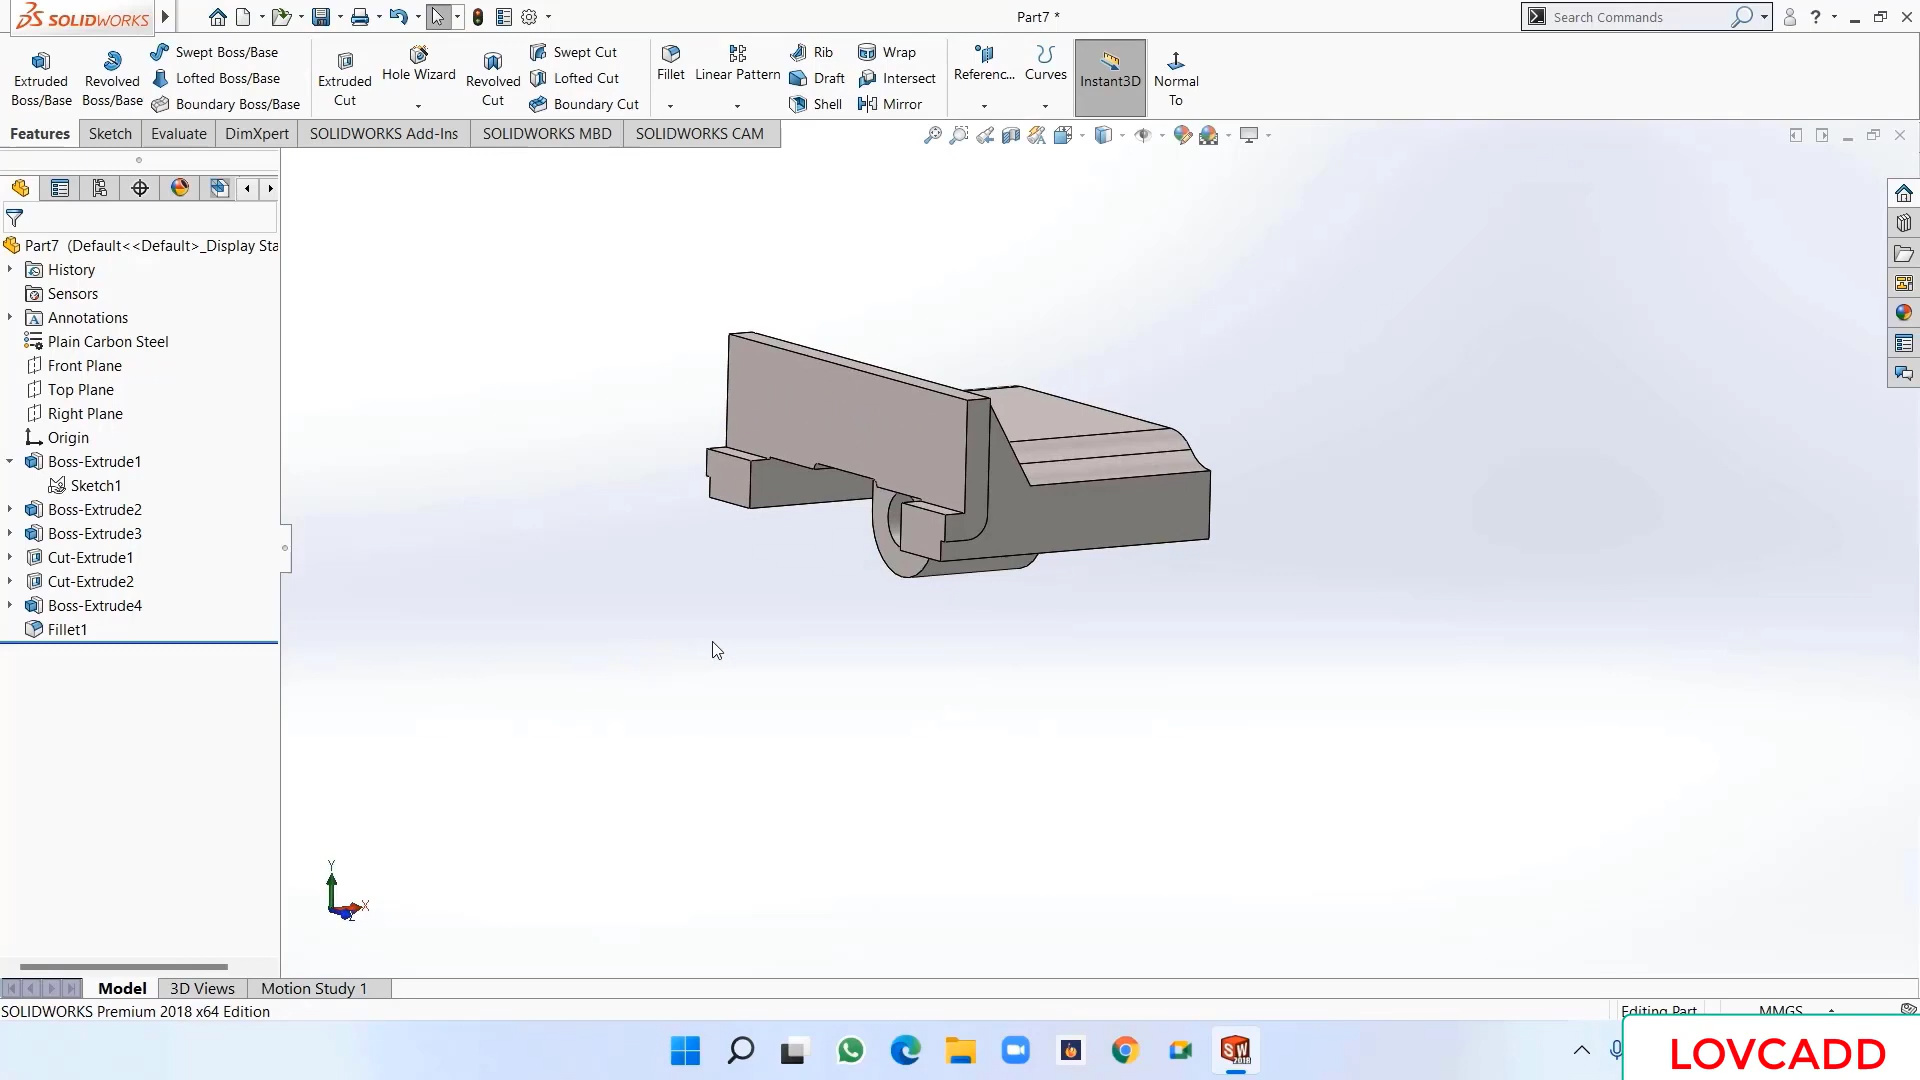 SOLIDWORKS
Part7 *
Search Commands
Extruded Boss/Base
Revolved Boss/Base
Swept Boss/Base
Lofted Boss/Base
Boundary Boss/Base
Extruded Cut
Hole Wizard
Revolved Cut
Swept Cut
Lofted Cut
Boundary Cut
Fillet
Linear Pattern
Rib
Draft
Shell
Wrap
Intersect
Mirror
Referenc...
Curves
Instant3D
Normal To
Features
Sketch
Evaluate
DimXpert
SOLIDWORKS Add-Ins
SOLIDWORKS MBD
SOLIDWORKS CAM
Part7 (Default<<Default>_Display Sta
History
Sensors
Annotations
Plain Carbon Steel
Front Plane
Top Plane
Right Plane
Origin
Boss-Extrude1
Sketch1
Boss-Extrude2
Boss-Extrude3
Cut-Extrude1
Cut-Extrude2
Boss-Extrude4
Fillet1
Y
X
Z
Model
3D Views
Motion Study 1
SOLIDWORKS Premium 2018 x64 Edition
Editing Part
MMGS
SW
2018
LOVCADD